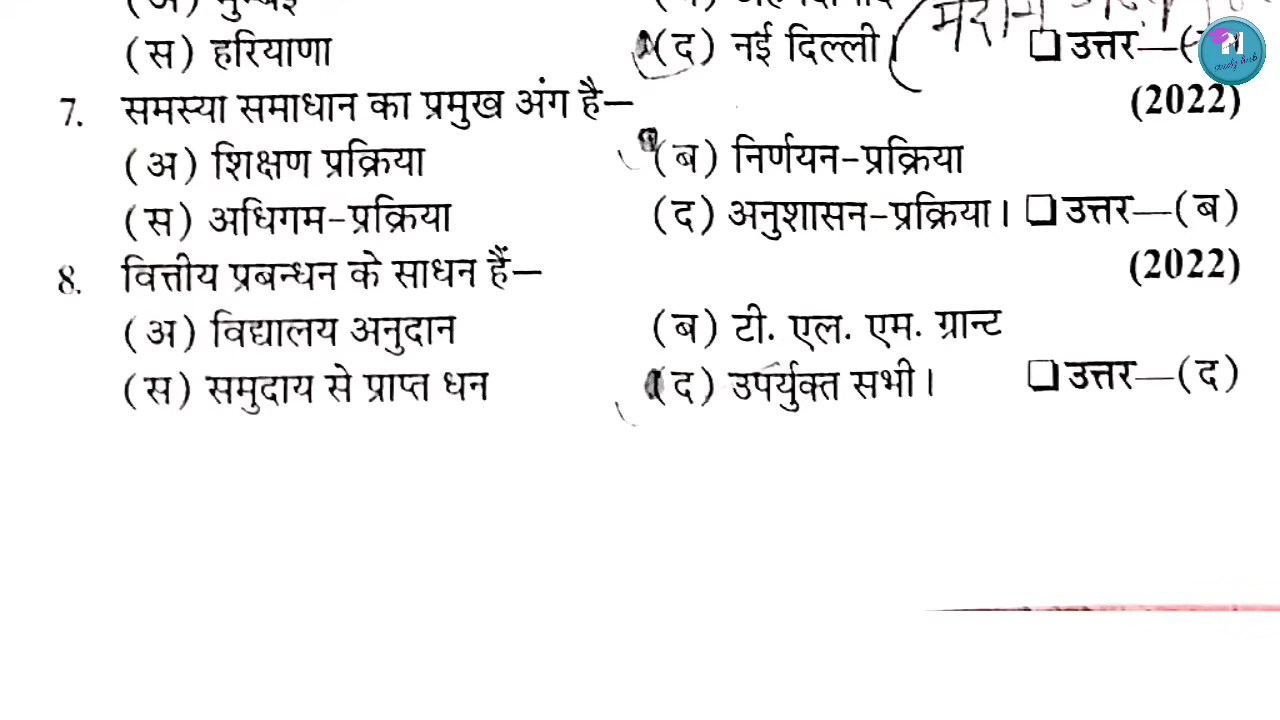 (अ) मुम्बई
(स) हरियाणा (द) नई दिल्ली। ❑ उत्तर—
7. समस्या समाधान का प्रमुख अंग है— (2022)
(अ) शिक्षण प्रक्रिया (ब) निर्णयन-प्रक्रिया
(स) अधिगम-प्रक्रिया (द) अनुशासन-प्रक्रिया। ❑ उत्तर—(ब)
8. वित्तीय प्रबन्धन के साधन हैं— (2022)
(अ) विद्यालय अनुदान (ब) टी. एल. एम. ग्रान्ट
(स) समुदाय से प्राप्त धन (द) उपर्युक्त सभी। ❑ उत्तर—(द)